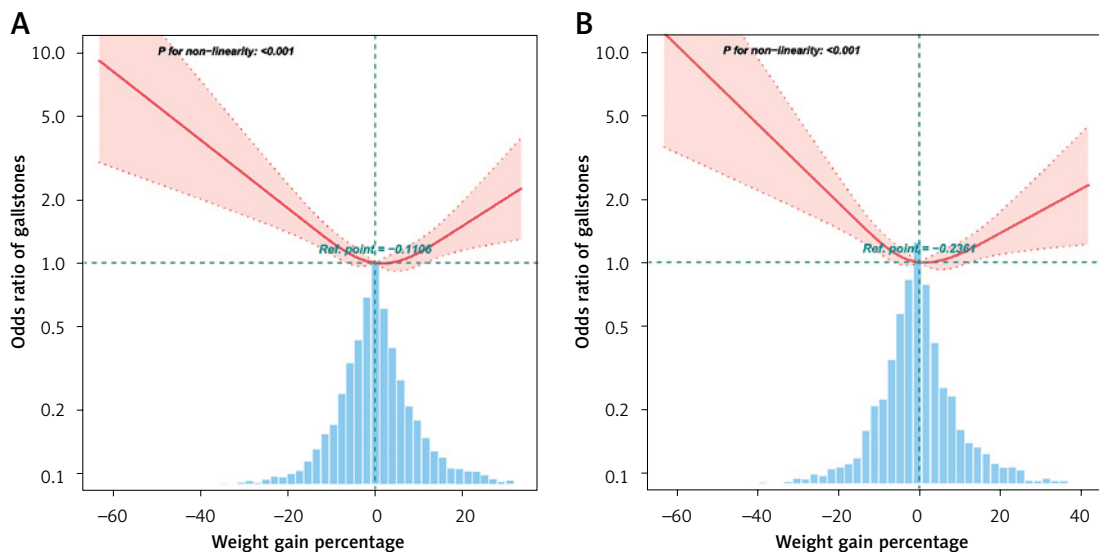 A
P for non-linearity: <0.001
Ref. point = −0.1106
Odds ratio of gallstones
10.0
5.0
2.0
1.0
0.5
0.2
0.1
−60
−40
−20
0
20
Weight gain percentage
B
P for non-linearity: <0.001
Ref. point = −0.2361
Odds ratio of gallstones
10.0
5.0
2.0
1.0
0.5
0.2
0.1
−60
−40
−20
0
20
40
Weight gain percentage